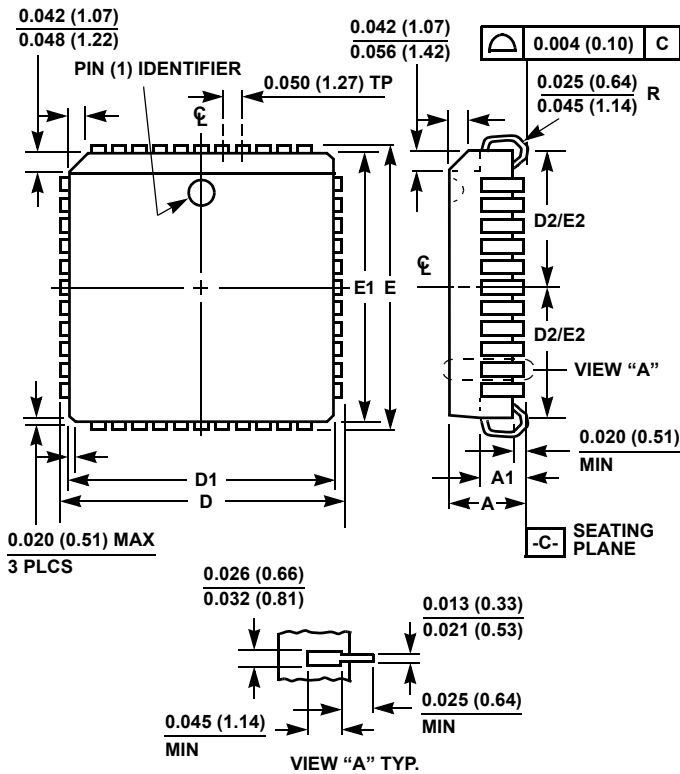 0.042 (1.07)
0.048 (1.22)
PIN (1) IDENTIFIER
0.050 (1.27) TP
℄
0.042 (1.07)
0.056 (1.42)
0.004 (0.10) C
0.025 (0.64)
0.045 (1.14)
R
D2/E2
℄
E1
E
D2/E2
VIEW “A”
D1
D
0.020 (0.51) MAX
3 PLCS
0.020 (0.51)
MIN
A1
A
-C-
SEATING
PLANE
0.026 (0.66)
0.032 (0.81)
0.013 (0.33)
0.021 (0.53)
0.045 (1.14)
MIN
0.025 (0.64)
MIN
VIEW “A” TYP.